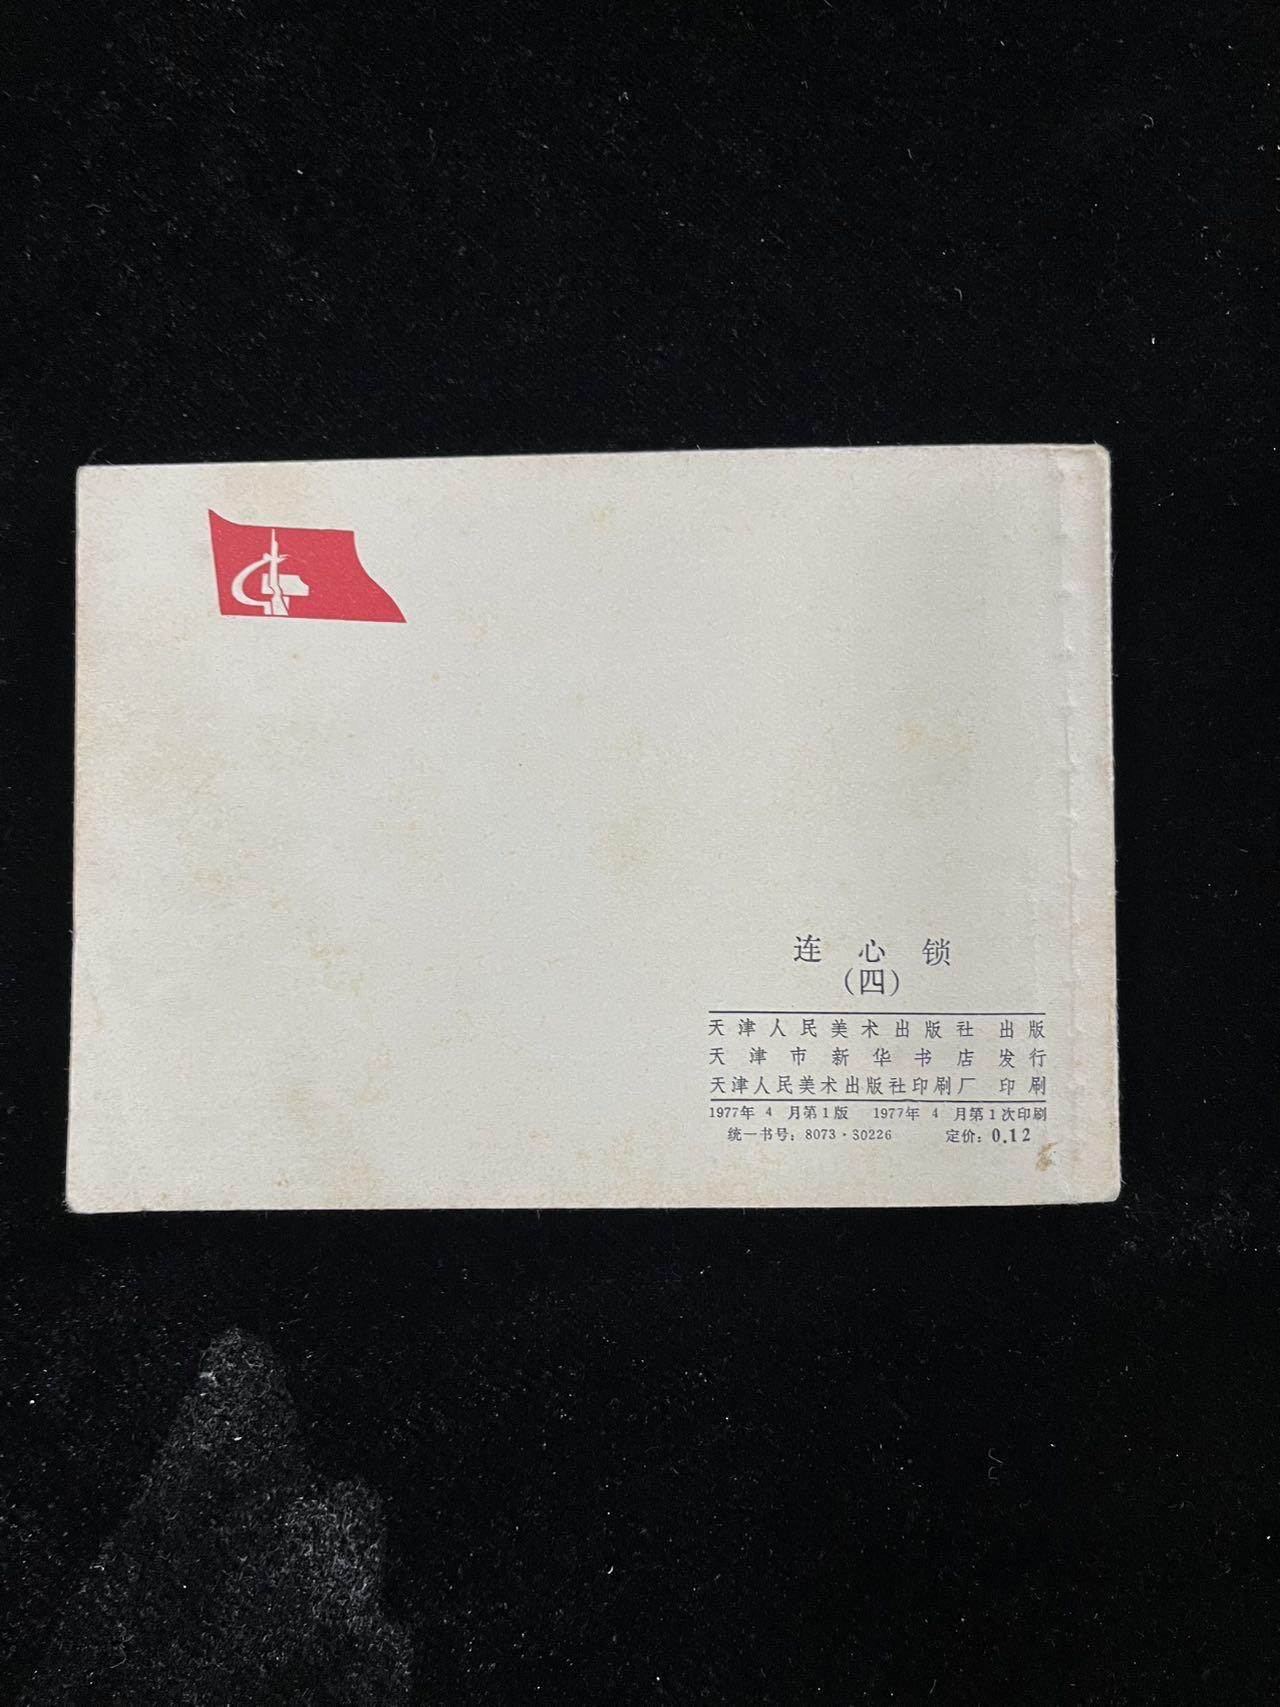 连心锁
(四)
天津人民美术出版社 出版
天津市新华书店发行
天津人民美术出版社印刷厂 印刷
1977年 4 月第1版 1977年 4 月第1次印刷
统一书号：8073·30226 定价：0.12